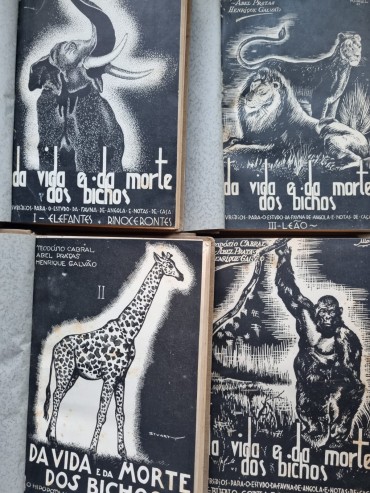 da vida e da morte
dos bichos
SUBSÍDIOS PARA O ESTUDO DA FAUNA DE ANGOLA E NOTAS DE CAÇA
I - ELEFANTES E RINOCERONTES
ABEL PRATAS
HENRIQUE GALVÃO
da vida e da morte
dos bichos
SUBSÍDIOS PARA O ESTUDO DA FAUNA DE ANGOLA E NOTAS DE CAÇA
III - LEÃO
TEODÓSIO CABRAL
ABEL PRATAS
HENRIQUE GALVÃO
II
STUART
DA VIDA E DA MORTE
DOS BICHOS
TEODÓSIO CABRAL
ABEL PRATAS
HENRIQUE GALVÃO
a vida e da morte
dos bichos
SUBSÍDIOS PARA O ESTUDO DA FAUNA DE ANGOLA E NOTAS DE